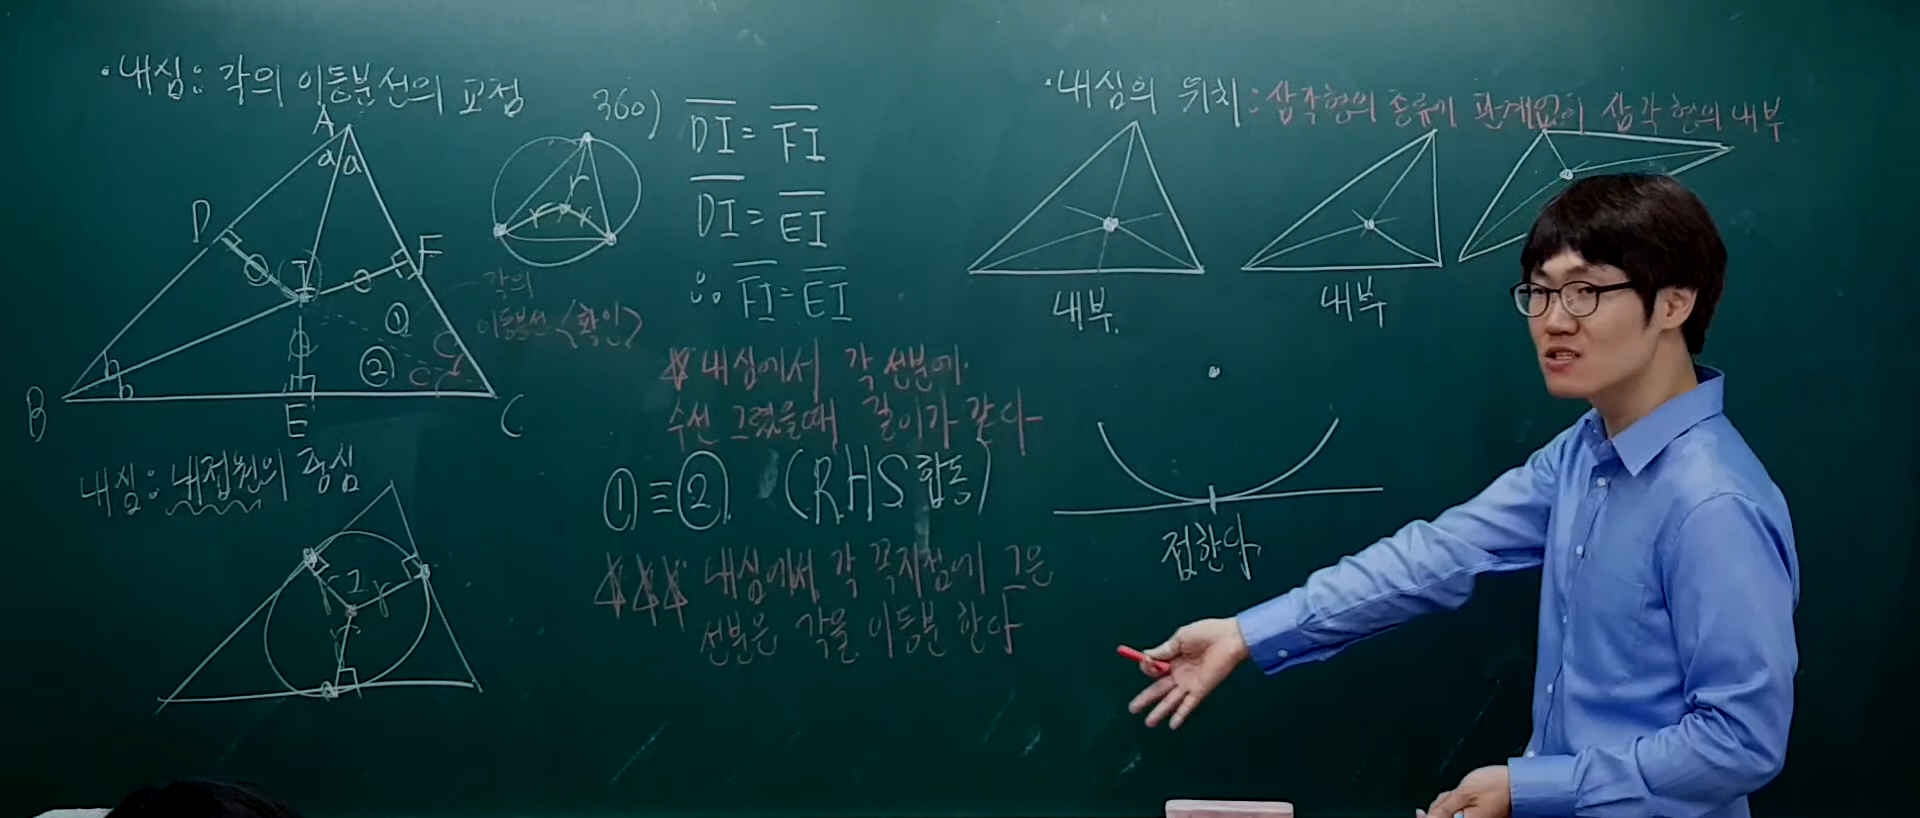 ·내심: 각의 이등분선의 교점
A
a a
D
I
F
①
②
b
b
c
c
B
E
C
360)
r
r r
각의
이등분선 <확인>
DI = FI
DI = EI
∴ FI = EI
☆ 내심에서 각 선분에
수선 그렸을때, 길이가 같다
① ≡ ② (RHS 합동)
☆☆☆ 내심에서 각 꼭지점에 그은
선분은 각을 이등분 한다
내심: 내접원의 중심
I
r r
r
·내심의 위치: 삼각형의 종류에 관계없이 삼각형의 내부
내부.
내부
접한다